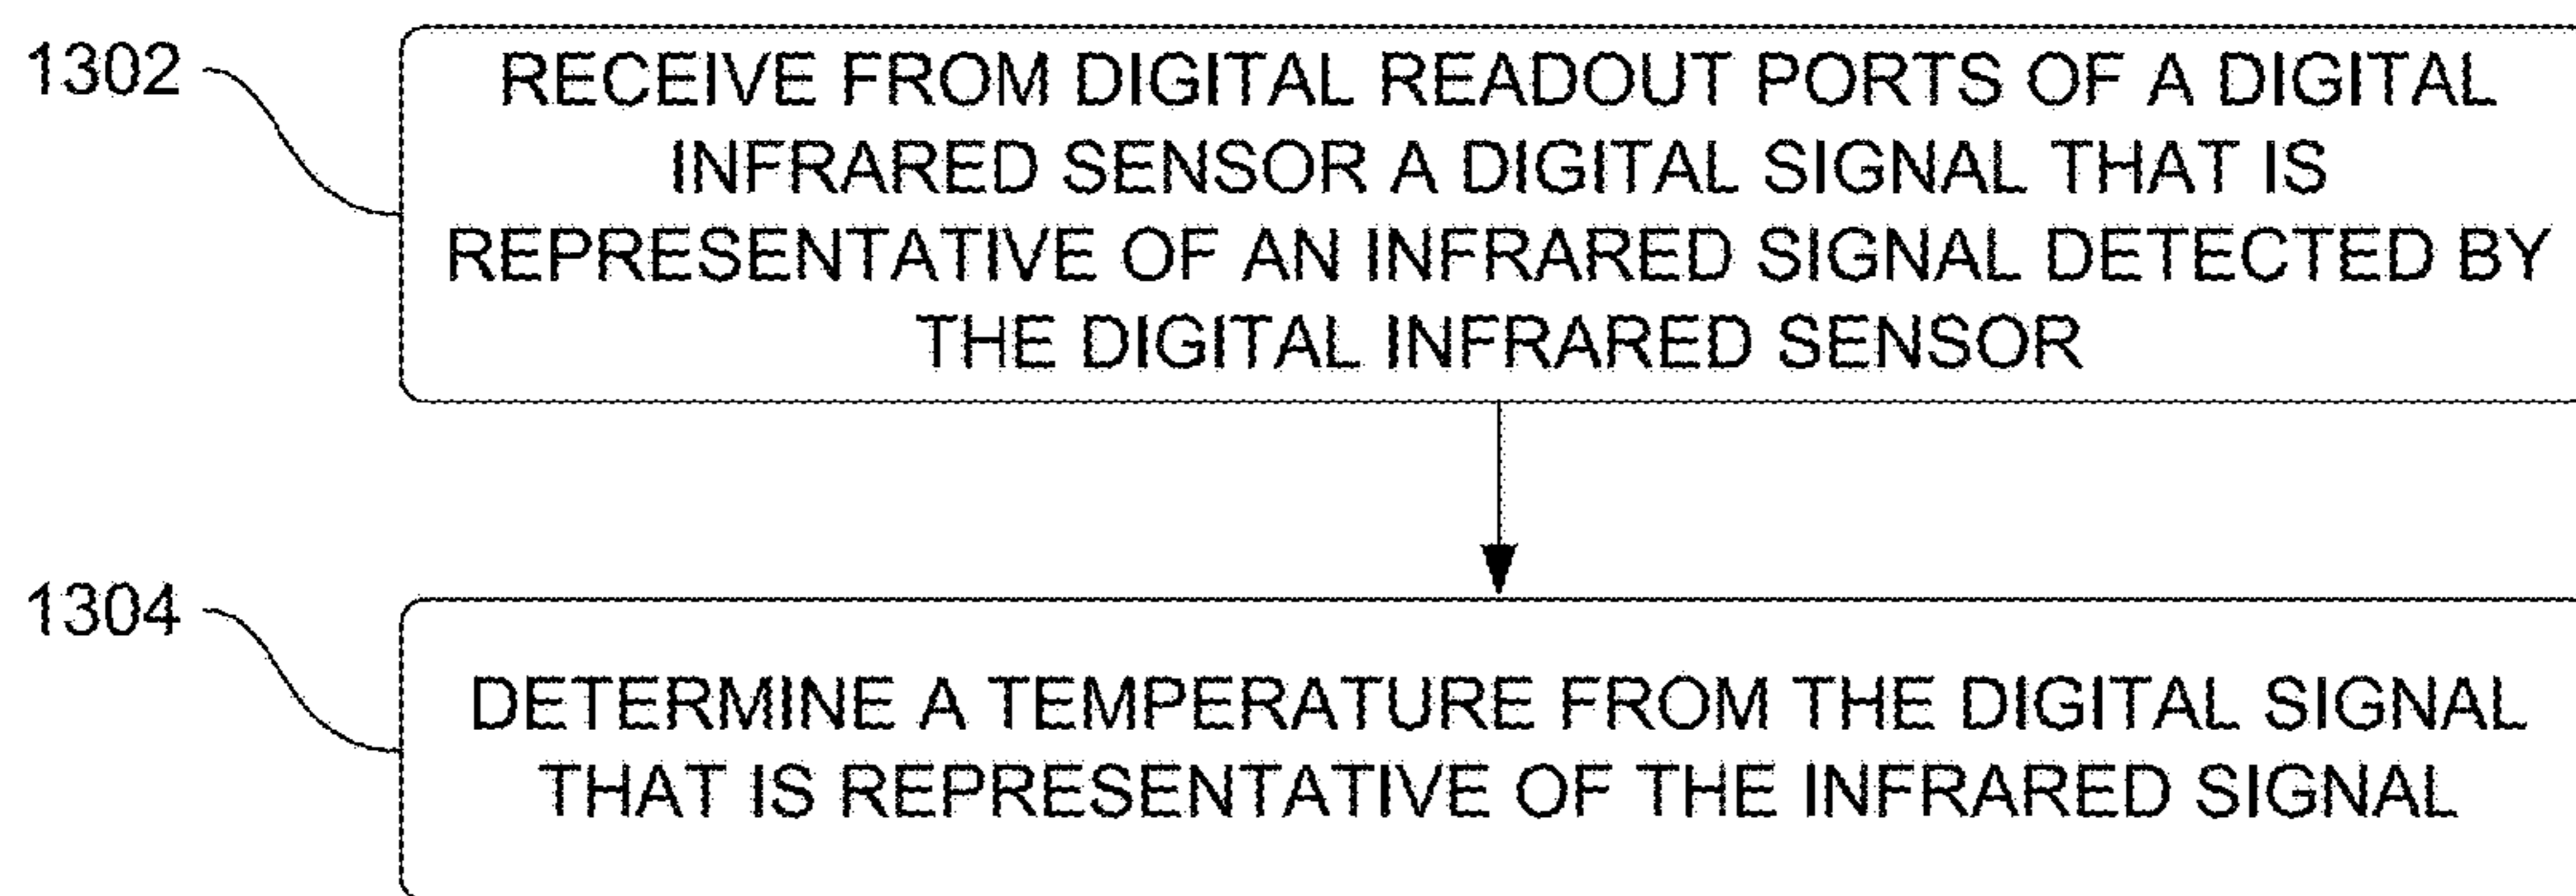 1302
RECEIVE FROM DIGITAL READOUT PORTS OF A DIGITAL
INFRARED SENSOR A DIGITAL SIGNAL THAT IS
REPRESENTATIVE OF AN INFRARED SIGNAL DETECTED BY
THE DIGITAL INFRARED SENSOR
1304
DETERMINE A TEMPERATURE FROM THE DIGITAL SIGNAL
THAT IS REPRESENTATIVE OF THE INFRARED SIGNAL